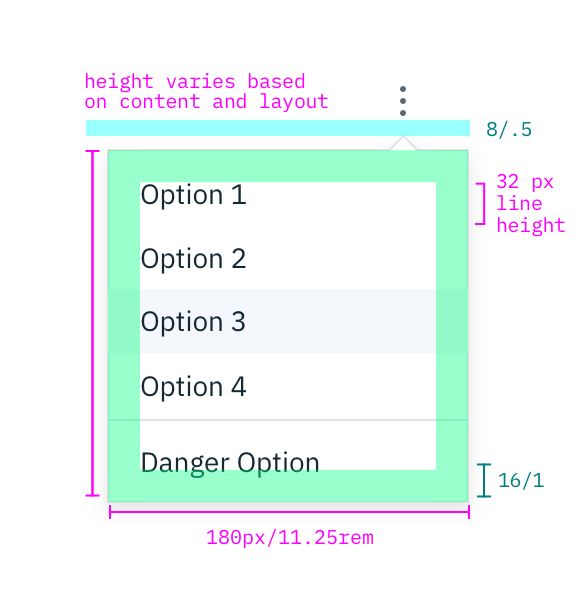 height varies based
on content and layout
8/.5
32 px
line
height
Option 1
Option 2
Option 3
Option 4
Danger Option
16/1
180px/11.25rem